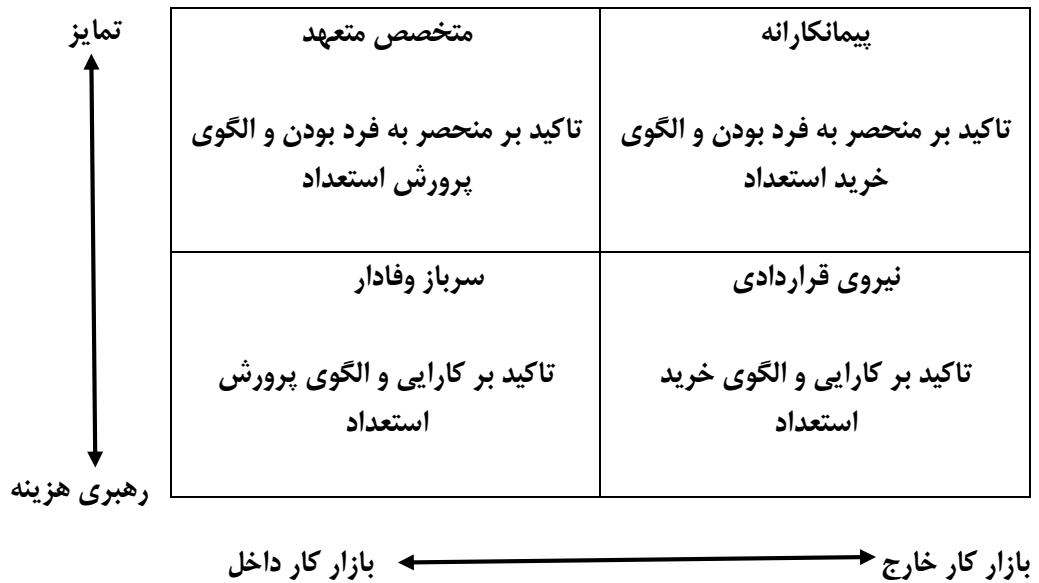 تمایز
پیمانکارانه
تاکید بر منحصر به فرد بودن و الگوی
خرید استعداد
متخصص متعهد
تاکید بر منحصر به فرد بودن و الگوی
پرورش استعداد
نیروی قراردادی
تاکید بر کارایی و الگوی خرید
استعداد
سرباز وفادار
تاکید بر کارایی و الگوی پرورش
استعداد
رهبری هزینه
بازار کار خارج
بازار کار داخل